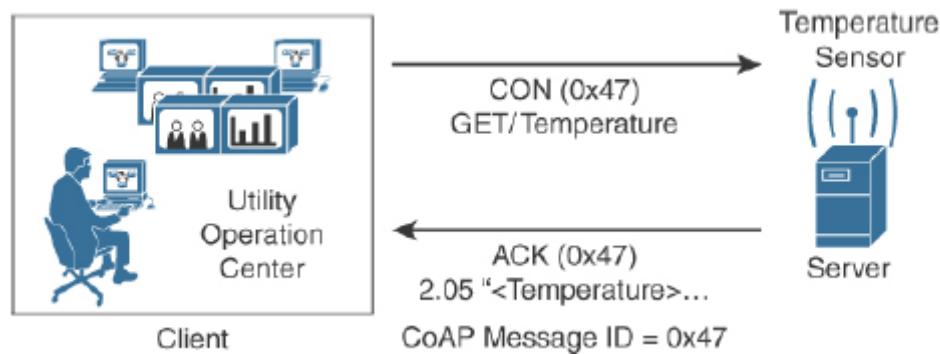 Temperature
Sensor
CON (0x47)
GET/Temperature
Utility
Operation
Center
ACK (0x47)
2.05 “<Temperature>...
Server
Client
CoAP Message ID = 0x47